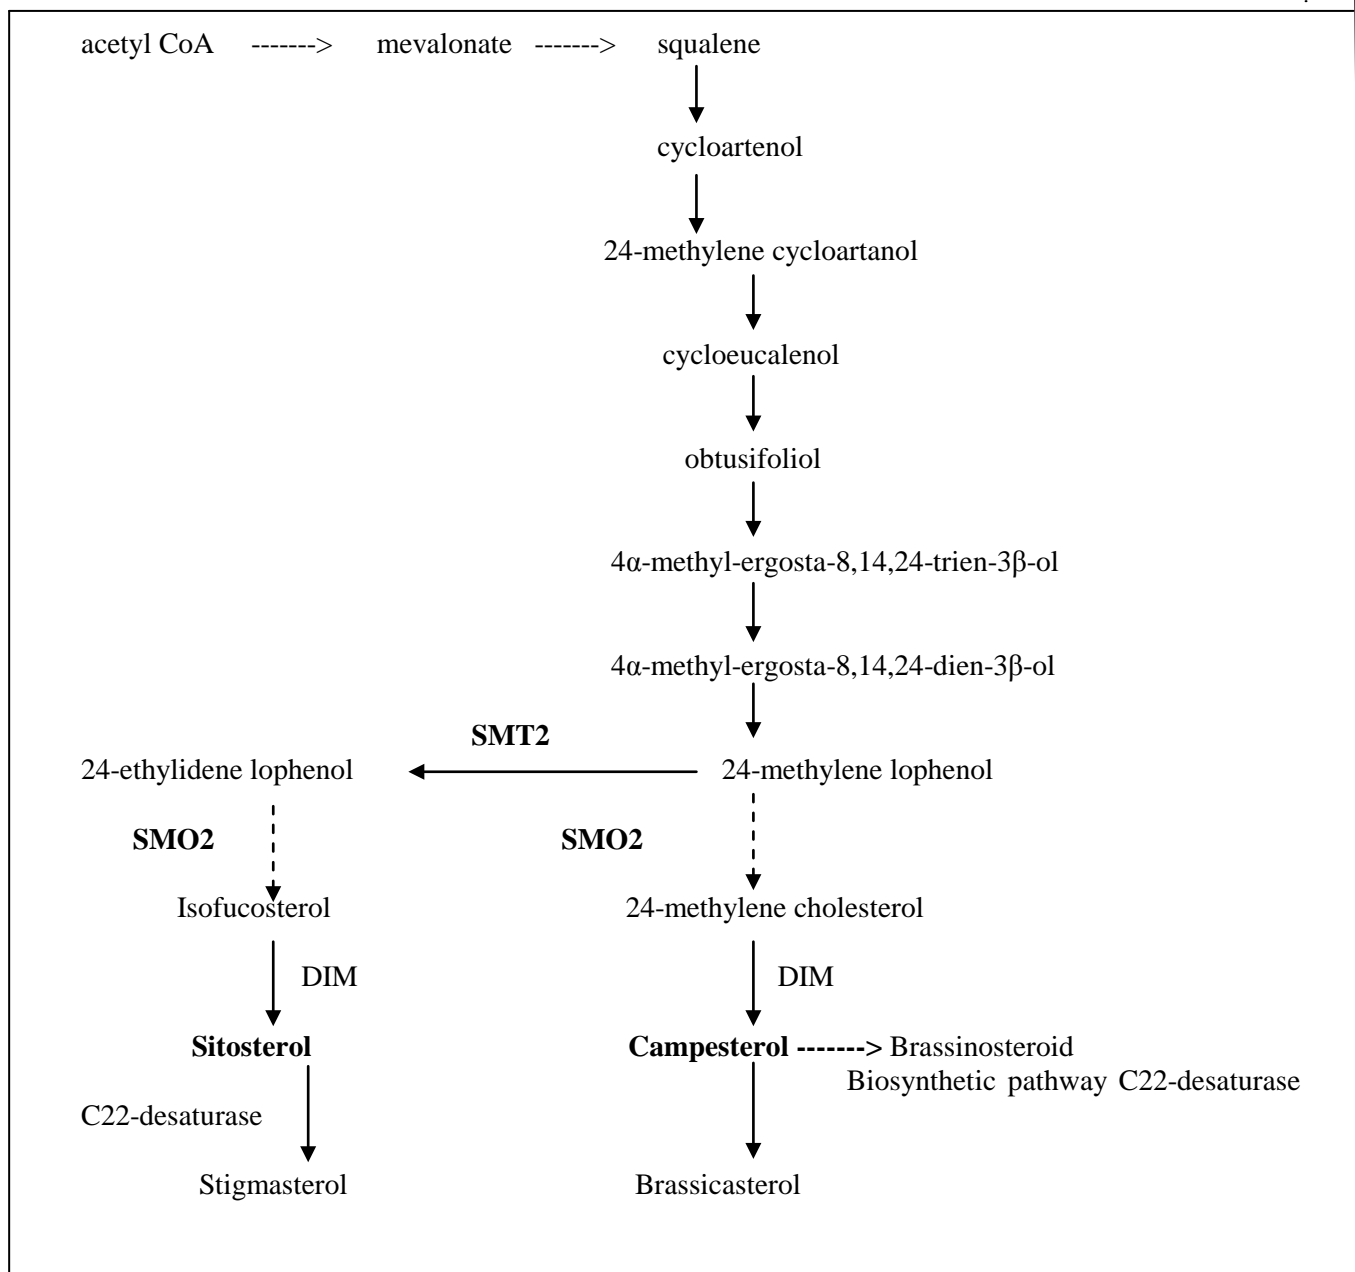 acetyl CoA -------> mevalonate -------> squalene
cycloartenol
24-methylene cycloartanol
cycloeucalenol
obtusifoliol
4α-methyl-ergosta-8,14,24-trien-3β-ol
4α-methyl-ergosta-8,14,24-dien-3β-ol
SMT2
24-ethylidene lophenol 24-methylene lophenol
SMO2 SMO2
Isofucosterol 24-methylene cholesterol
DIM DIM
Sitosterol Campesterol -------> Brassinosteroid
Biosynthetic pathway C22-desaturase
C22-desaturase
Stigmasterol Brassicasterol